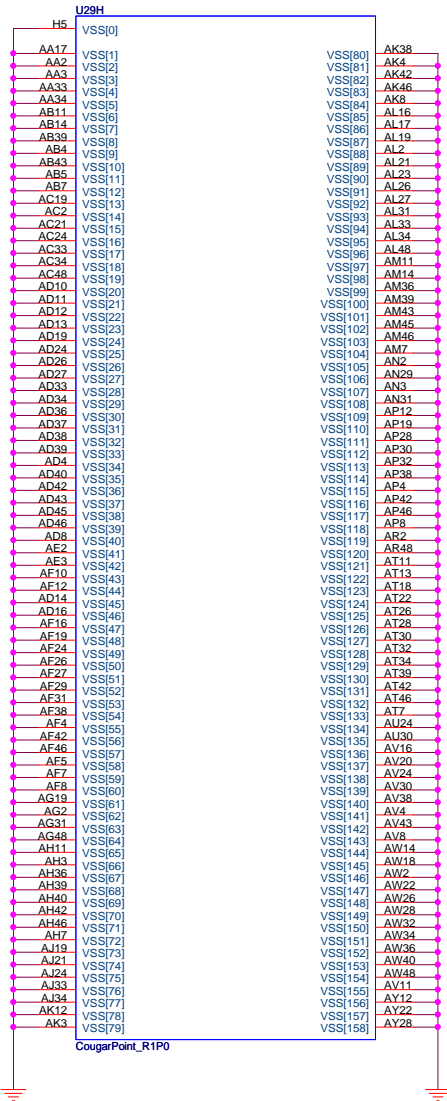 U29H
H5 VSS[0]
AA17 VSS[1]
AA2 VSS[2]
AA3 VSS[3]
AA33 VSS[4]
AA34 VSS[5]
AB11 VSS[6]
AB14 VSS[7]
AB39 VSS[8]
AB4 VSS[9]
AB43 VSS[10]
AB5 VSS[11]
AB7 VSS[12]
AC19 VSS[13]
AC2 VSS[14]
AC21 VSS[15]
AC24 VSS[16]
AC33 VSS[17]
AC34 VSS[18]
AC48 VSS[19]
AD10 VSS[20]
AD11 VSS[21]
AD12 VSS[22]
AD13 VSS[23]
AD19 VSS[24]
AD24 VSS[25]
AD26 VSS[26]
AD27 VSS[27]
AD33 VSS[28]
AD34 VSS[29]
AD36 VSS[30]
AD37 VSS[31]
AD38 VSS[32]
AD39 VSS[33]
AD4 VSS[34]
AD40 VSS[35]
AD42 VSS[36]
AD43 VSS[37]
AD45 VSS[38]
AD46 VSS[39]
AD8 VSS[40]
AE2 VSS[41]
AE3 VSS[42]
AF10 VSS[43]
AF12 VSS[44]
AD14 VSS[45]
AD16 VSS[46]
AF16 VSS[47]
AF19 VSS[48]
AF24 VSS[49]
AF26 VSS[50]
AF27 VSS[51]
AF29 VSS[52]
AF31 VSS[53]
AF38 VSS[54]
AF4 VSS[55]
AF42 VSS[56]
AF46 VSS[57]
AF5 VSS[58]
AF7 VSS[59]
AF8 VSS[60]
AG19 VSS[61]
AG2 VSS[62]
AG31 VSS[63]
AG48 VSS[64]
AH11 VSS[65]
AH3 VSS[66]
AH36 VSS[67]
AH39 VSS[68]
AH40 VSS[69]
AH42 VSS[70]
AH46 VSS[71]
AH7 VSS[72]
AJ19 VSS[73]
AJ21 VSS[74]
AJ24 VSS[75]
AJ33 VSS[76]
AJ34 VSS[77]
AK12 VSS[78]
AK3 VSS[79]
VSS[80] AK38
VSS[81] AK4
VSS[82] AK42
VSS[83] AK46
VSS[84] AK8
VSS[85] AL16
VSS[86] AL17
VSS[87] AL19
VSS[88] AL2
VSS[89] AL21
VSS[90] AL23
VSS[91] AL26
VSS[92] AL27
VSS[93] AL31
VSS[94] AL33
VSS[95] AL34
VSS[96] AL48
VSS[97] AM11
VSS[98] AM14
VSS[99] AM36
VSS[100] AM39
VSS[101] AM43
VSS[102] AM45
VSS[103] AM46
VSS[104] AM7
VSS[105] AN2
VSS[106] AN29
VSS[107] AN3
VSS[108] AN31
VSS[109] AP12
VSS[110] AP19
VSS[111] AP28
VSS[112] AP30
VSS[113] AP32
VSS[114] AP38
VSS[115] AP4
VSS[116] AP42
VSS[117] AP46
VSS[118] AP8
VSS[119] AR2
VSS[120] AR48
VSS[121] AT11
VSS[122] AT13
VSS[123] AT18
VSS[124] AT22
VSS[125] AT26
VSS[126] AT28
VSS[127] AT30
VSS[128] AT32
VSS[129] AT34
VSS[130] AT39
VSS[131] AT42
VSS[132] AT46
VSS[133] AT7
VSS[134] AU24
VSS[135] AU30
VSS[136] AV16
VSS[137] AV20
VSS[138] AV24
VSS[139] AV30
VSS[140] AV38
VSS[141] AV4
VSS[142] AV43
VSS[143] AV8
VSS[144] AW14
VSS[145] AW18
VSS[146] AW2
VSS[147] AW22
VSS[148] AW26
VSS[149] AW28
VSS[150] AW32
VSS[151] AW34
VSS[152] AW36
VSS[153] AW40
VSS[154] AW48
VSS[155] AV11
VSS[156] AY12
VSS[157] AY22
VSS[158] AY28
CougarPoint_R1P0